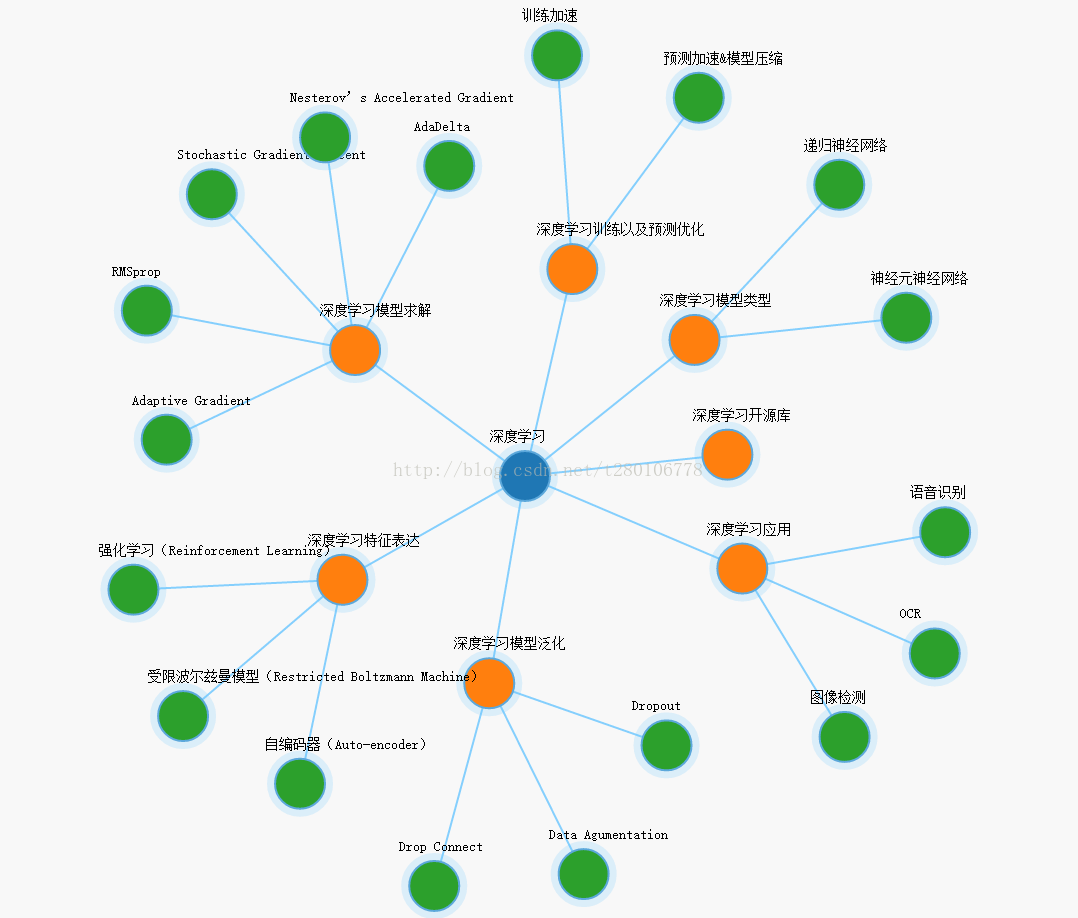 训练加速
预测加速&模型压缩
Nesterov’s Accelerated Gradient
AdaDelta
递归神经网络
Stochastic Gradient
深度学习训练以及预测优化
RMSprop
神经元神经网络
深度学习模型类型
深度学习模型求解
Adaptive Gradient
深度学习开源库
深度学习
http://blog.csdn.net/t280106778
语音识别
深度学习应用
深度学习特征表达
强化学习（Reinforcement Learning）
OCR
深度学习模型泛化
受限波尔兹曼模型（Restricted Boltzmann Machine）
图像检测
Dropout
自编码器（Auto-encoder）
Data Agumentation
Drop Connect